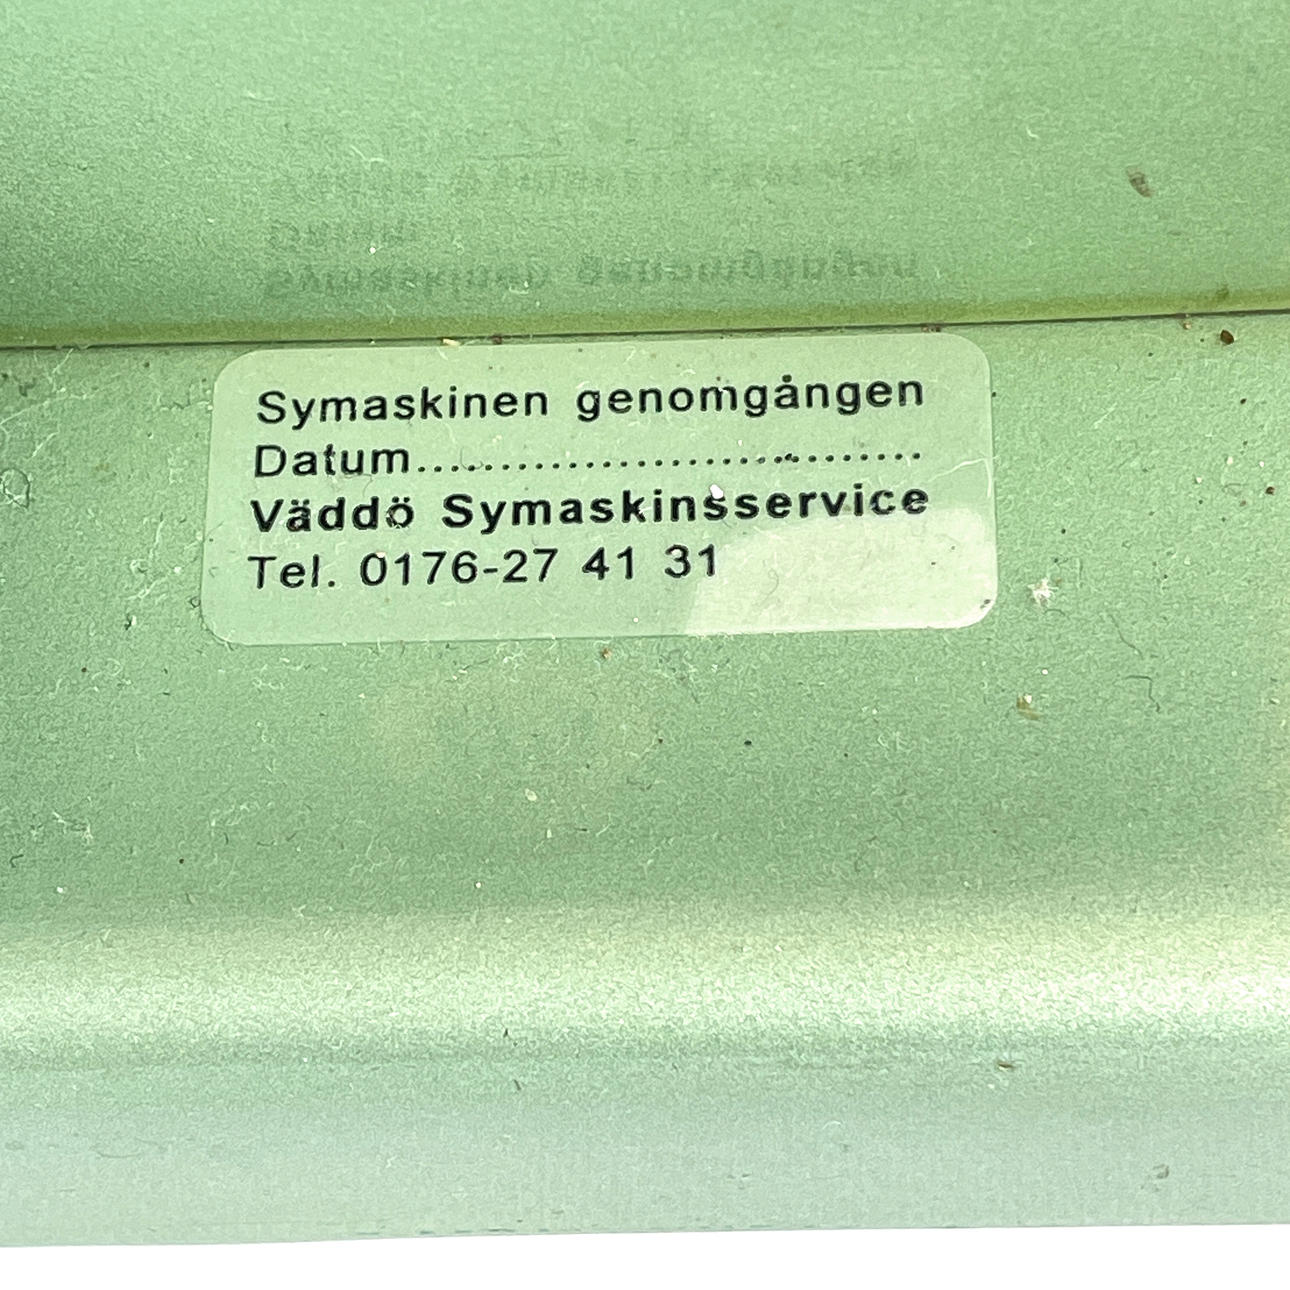 Symaskinen genomgången
Datum......................................
Väddö Symaskinsservice
Tel. 0176-27 41 31